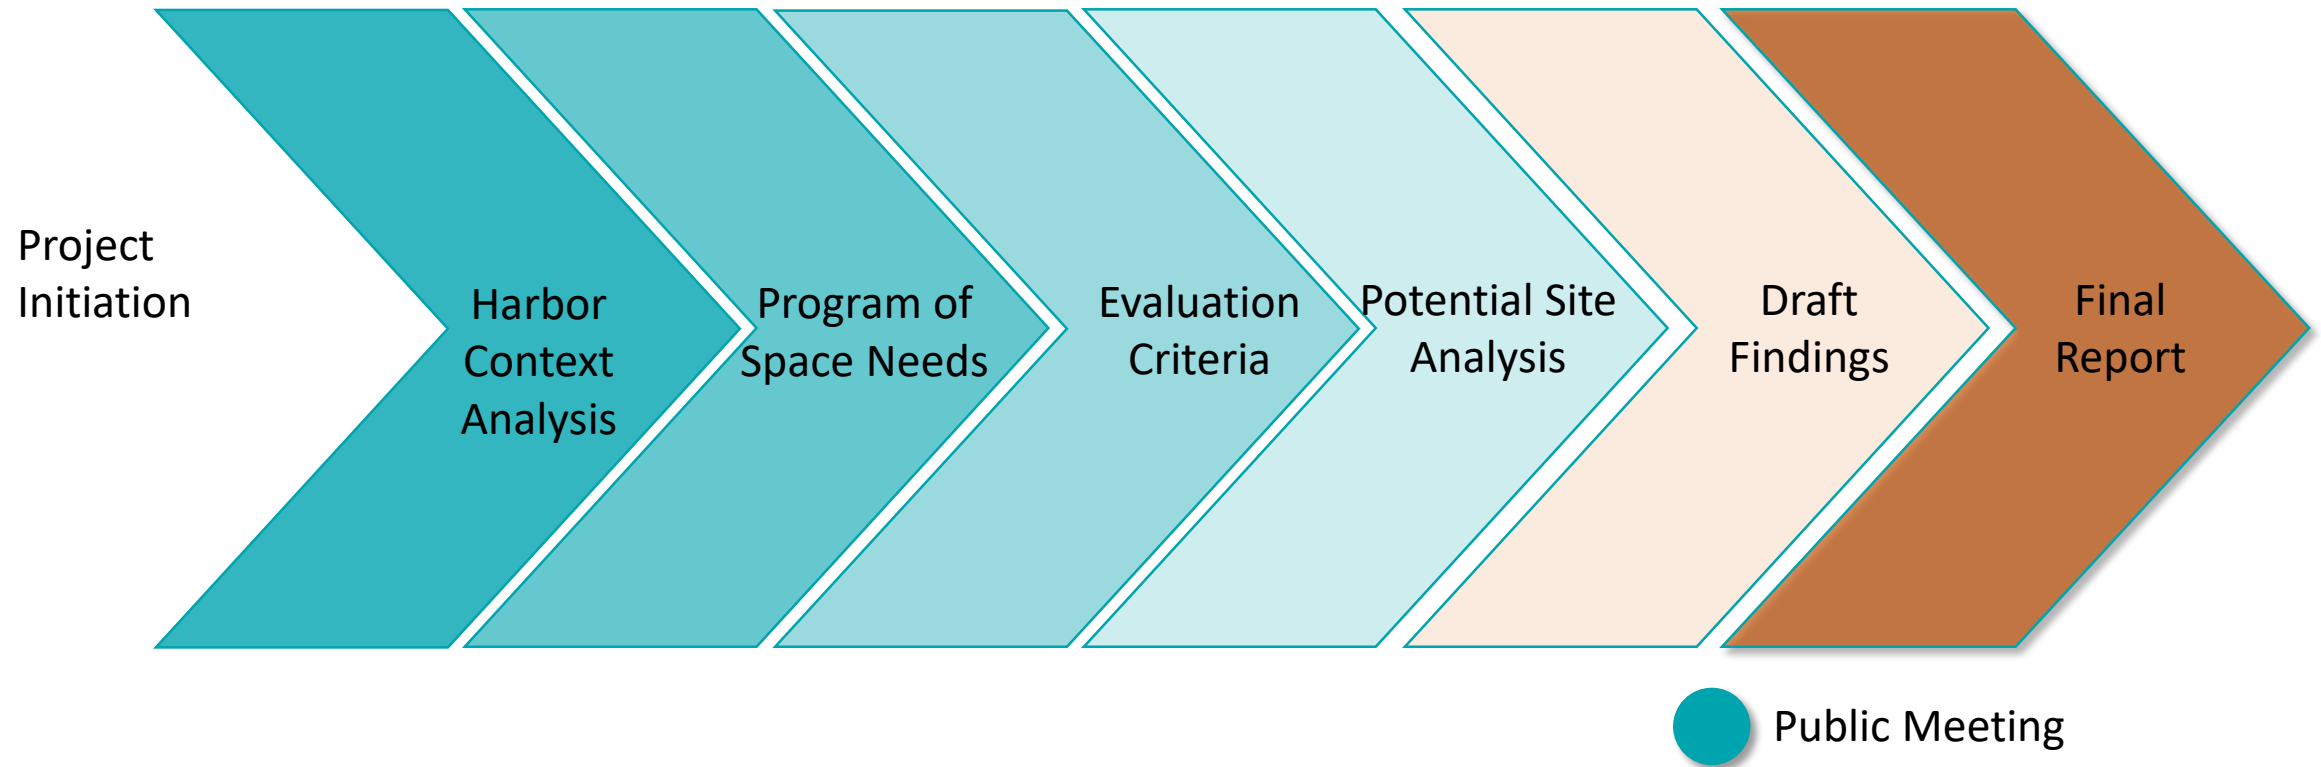 Project
Initiation
Harbor
Context
Analysis
Program of
Space Needs
Evaluation
Criteria
Potential Site
Analysis
Draft
Findings
Final
Report
Public Meeting